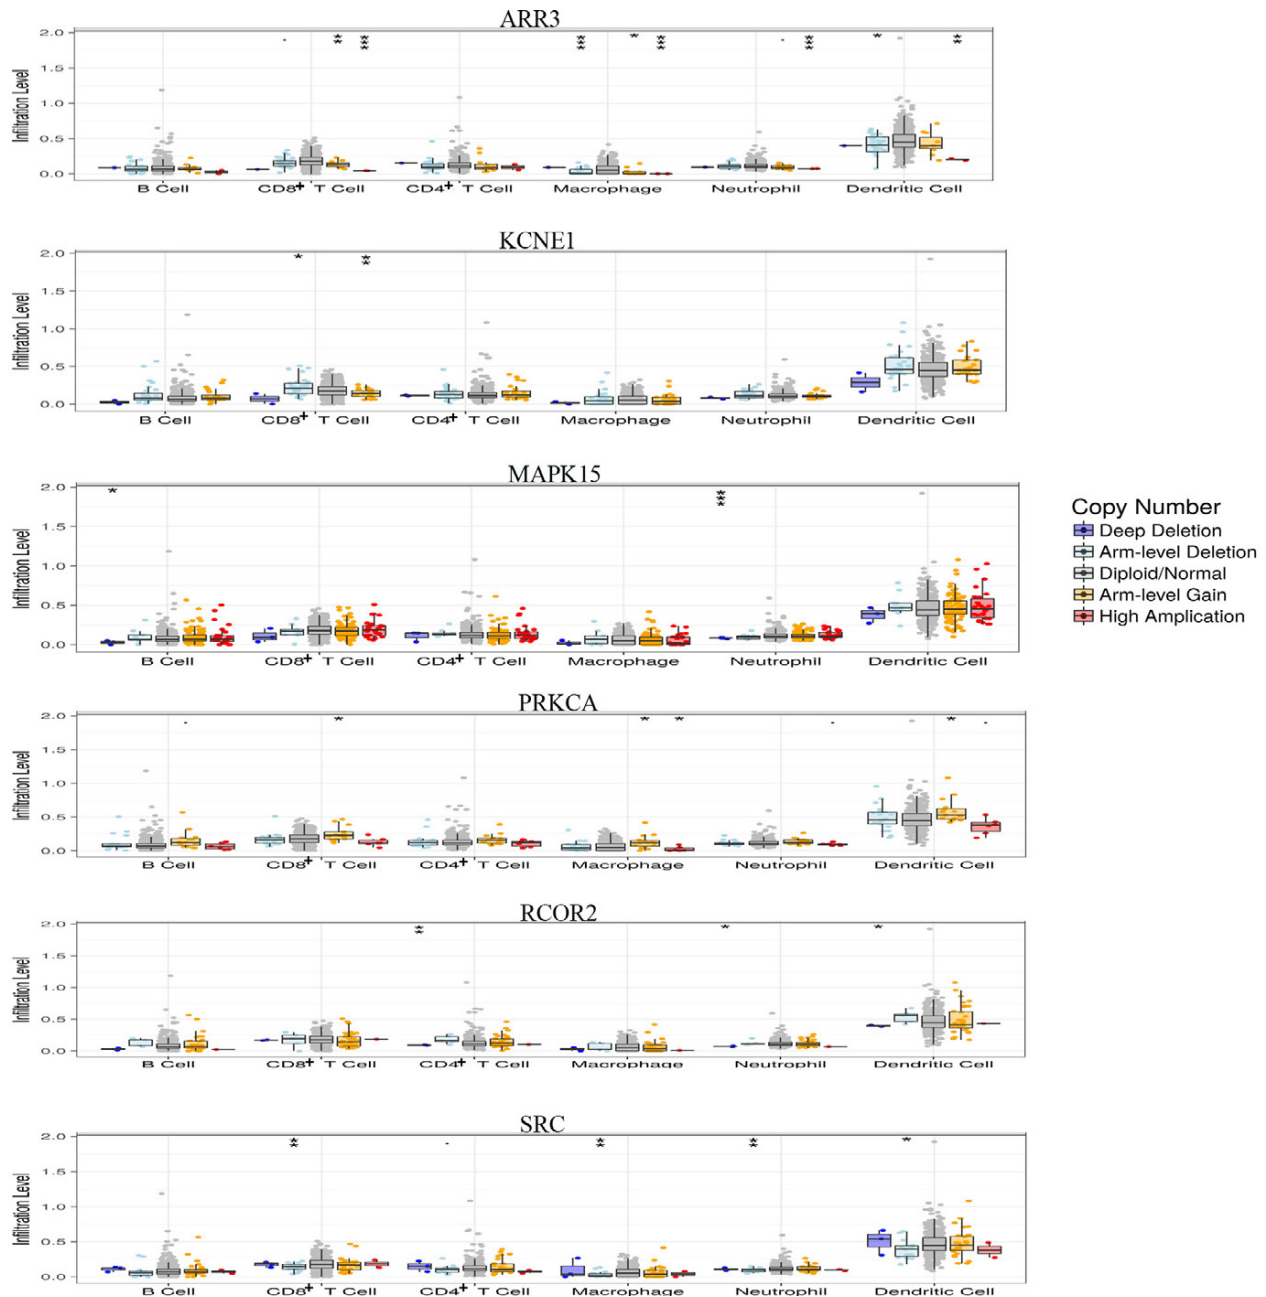 ARR3
2.0
1.5
1.0
0.5
0.0
Infiltration Level
. ** *** *** * *** . *** * **
B Cell CD8+ T Cell CD4+ T Cell Macrophage Neutrophil Dendritic Cell
KCNE1
2.0
1.5
1.0
0.5
0.0
Infiltration Level
* **
B Cell CD8+ T Cell CD4+ T Cell Macrophage Neutrophil Dendritic Cell
MAPK15
2.0
1.5
1.0
0.5
0.0
Infiltration Level
* ***
B Cell CD8+ T Cell CD4+ T Cell Macrophage Neutrophil Dendritic Cell
Copy Number
Deep Deletion
Arm-level Deletion
Diploid/Normal
Arm-level Gain
High Amplication
PRKCA
2.0
1.5
1.0
0.5
0.0
Infiltration Level
. * * * . * .
B Cell CD8+ T Cell CD4+ T Cell Macrophage Neutrophil Dendritic Cell
RCOR2
2.0
1.5
1.0
0.5
0.0
Infiltration Level
** * *
B Cell CD8+ T Cell CD4+ T Cell Macrophage Neutrophil Dendritic Cell
SRC
2.0
1.5
1.0
0.5
0.0
Infiltration Level
** . ** ** *
B Cell CD8+ T Cell CD4+ T Cell Macrophage Neutrophil Dendritic Cell